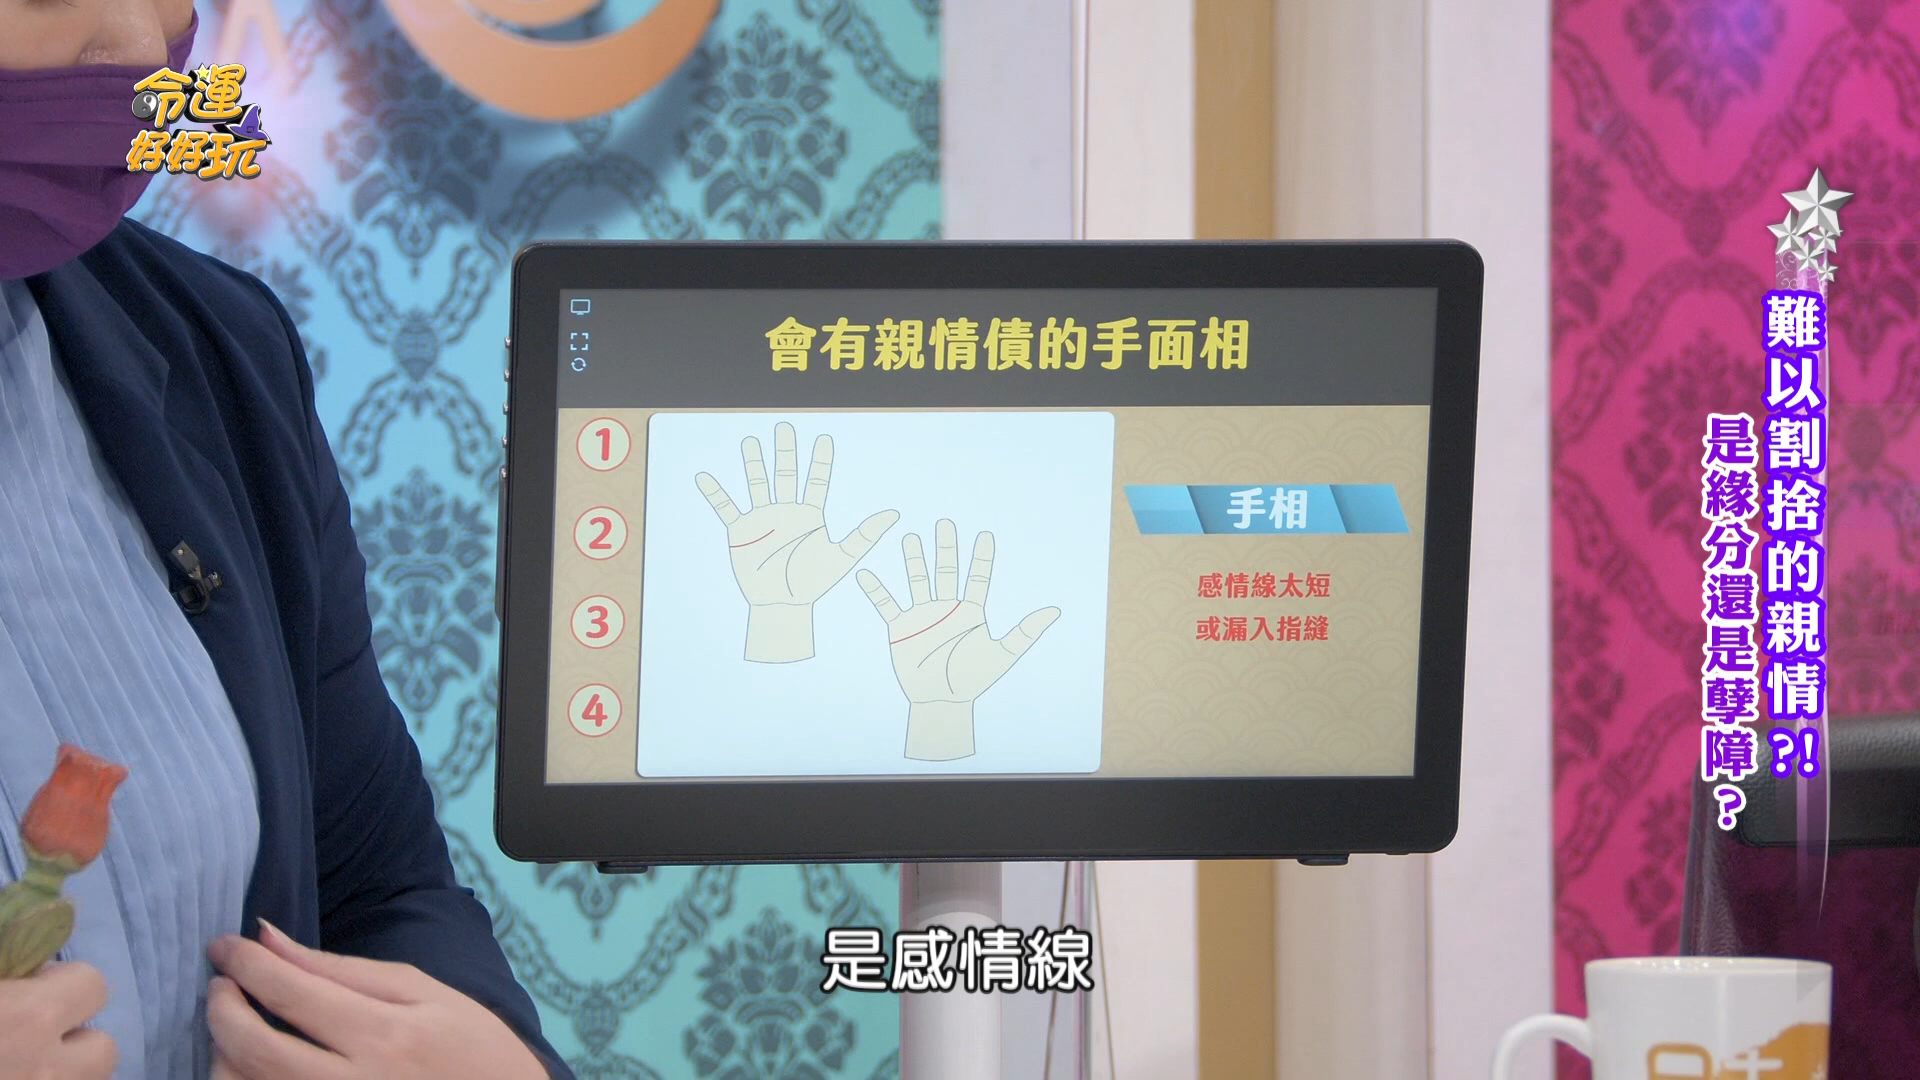 命運
好好玩
會有親情債的手面相
1
2
3
4
手相
感情線太短
或漏入指縫
難以割捨的親情?!
是緣分還是孽障?
是感情線